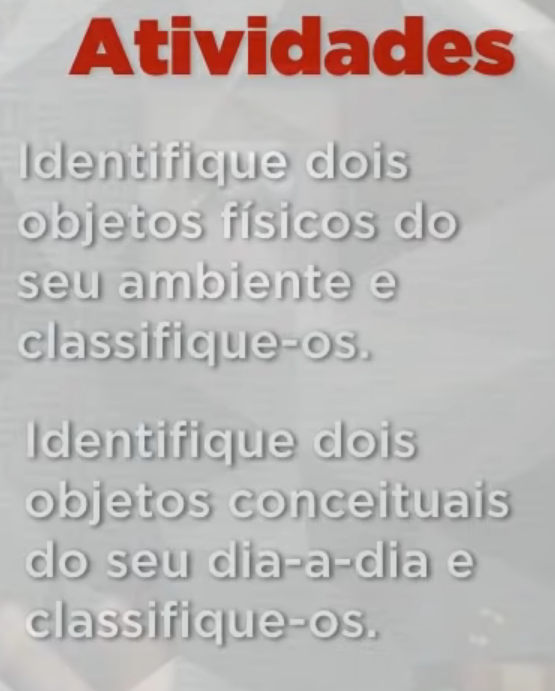 Atividades
Identifique dois
objetos físicos do
seu ambiente e
classifique-os.
Identifique dois
objetos conceituais
do seu dia-a-dia e
classifique-os.